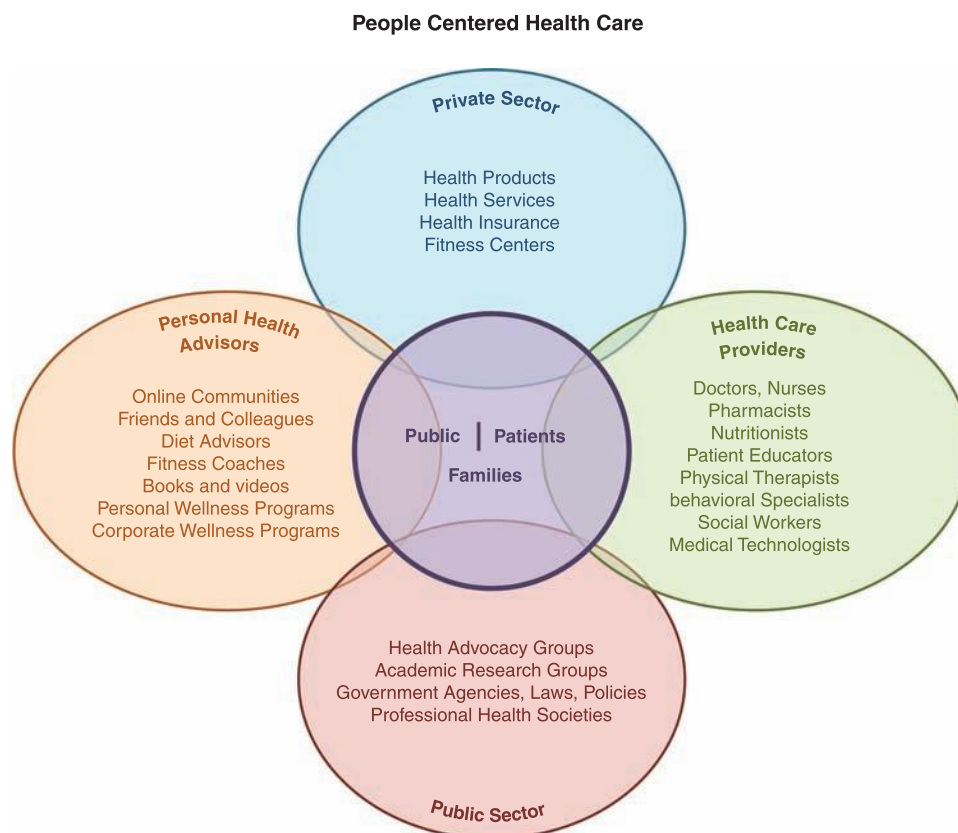 People Centered Health Care
Private Sector
Health Products
Health Services
Health Insurance
Fitness Centers
Personal Health
Advisors
Online Communities
Friends and Colleagues
Diet Advisors
Fitness Coaches
Books and videos
Personal Wellness Programs
Corporate Wellness Programs
Public | Patients
Families
Health Care
Providers
Doctors, Nurses
Pharmacists
Nutritionists
Patient Educators
Physical Therapists
behavioral Specialists
Social Workers
Medical Technologists
Health Advocacy Groups
Academic Research Groups
Government Agencies, Laws, Policies
Professional Health Societies
Public Sector